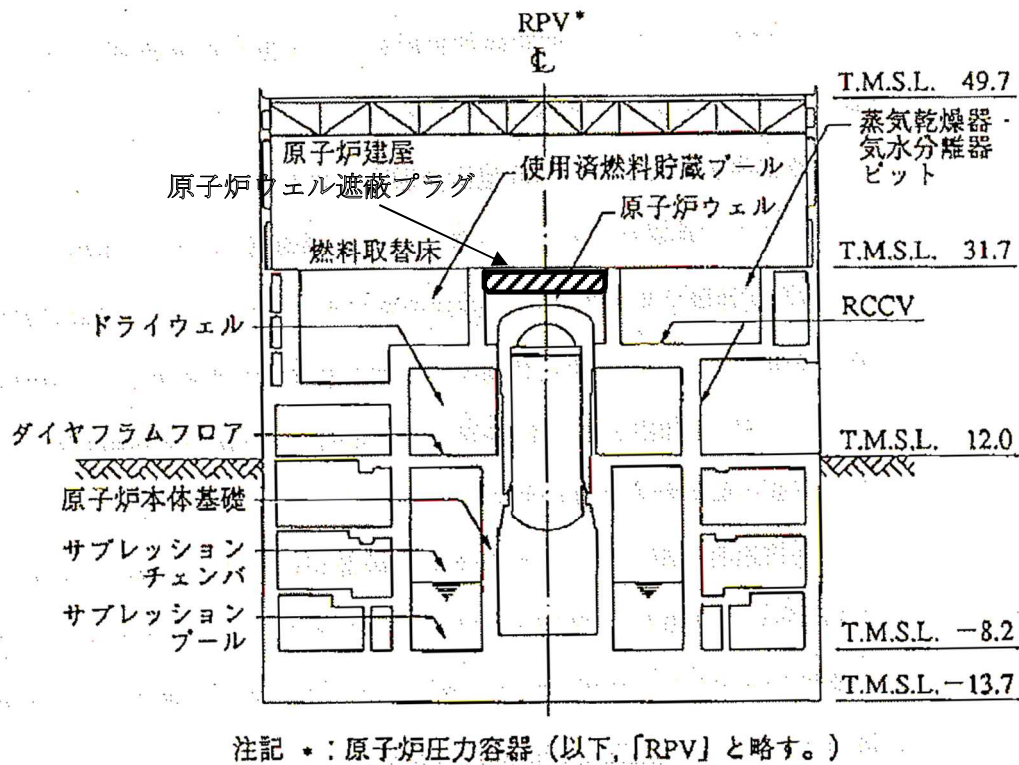 RPV*
℄
T.M.S.L. 49.7
蒸気乾燥器・
気水分離器
ピット
原子炉建屋
使用済燃料貯蔵プール
原子炉ウェル遮蔽プラグ
原子炉ウェル
燃料取替床
T.M.S.L. 31.7
RCCV
ドライウェル
ダイヤフラムフロア
T.M.S.L. 12.0
原子炉本体基礎
サプレッション
チェンバ
サプレッション
プール
T.M.S.L. －8.2
T.M.S.L.－13.7
注記 *：原子炉圧力容器（以下,「RPV」と略す。）